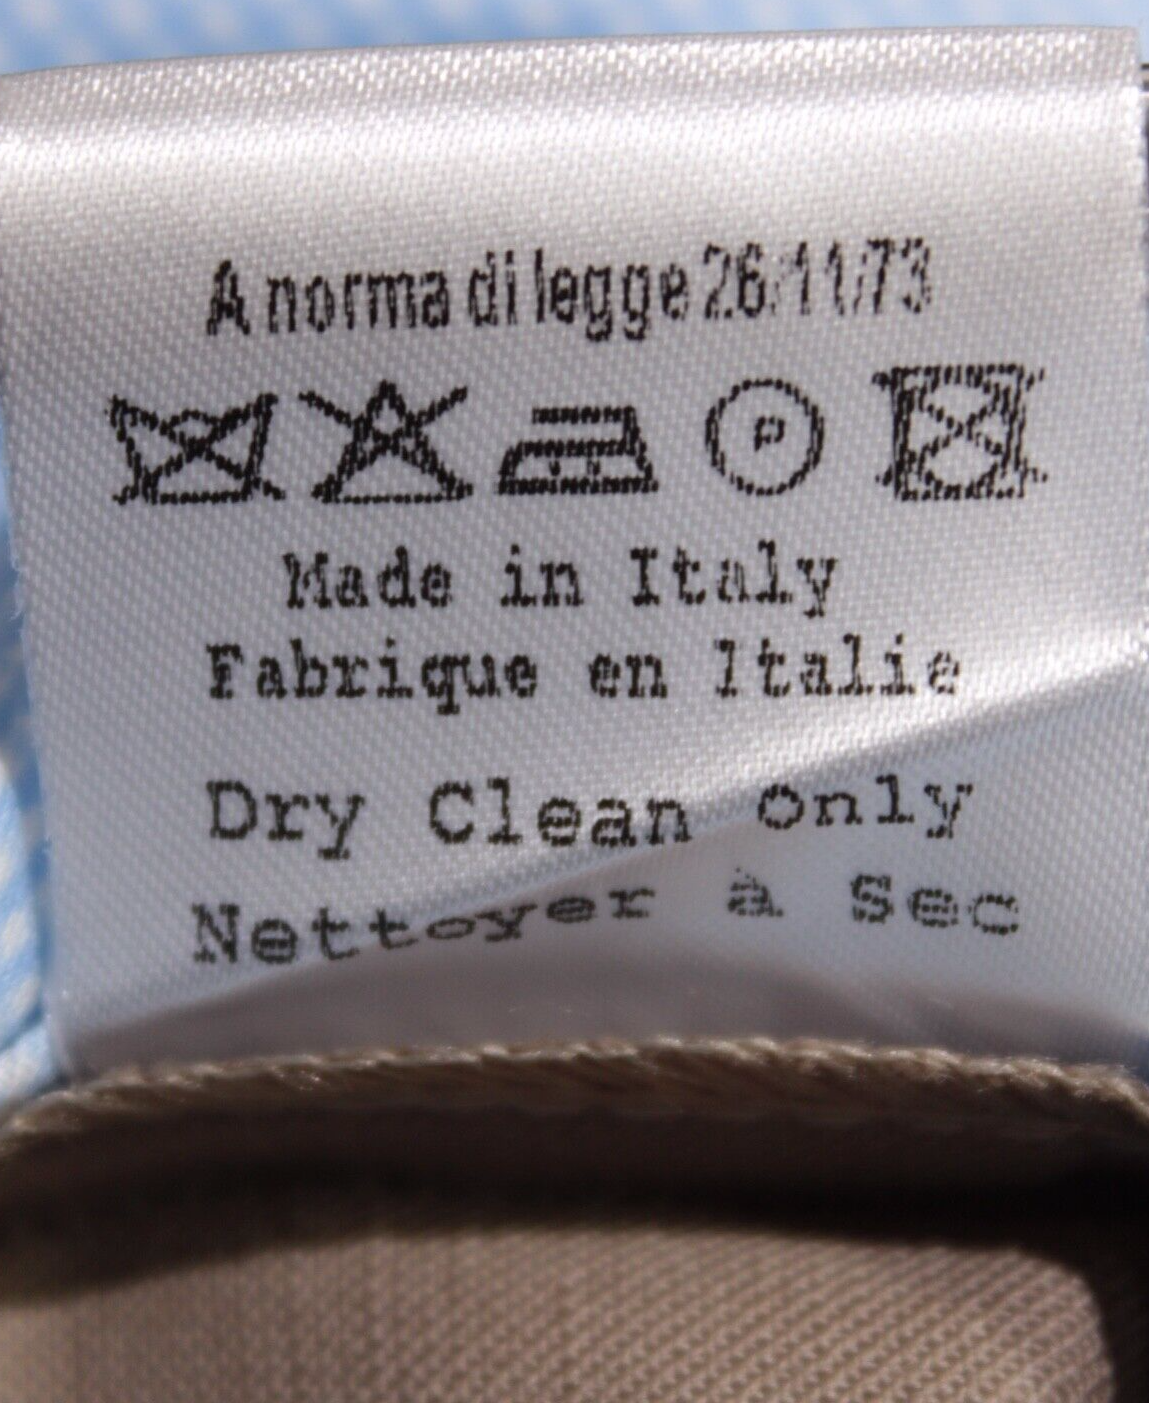 A norma di legge 26/11/73
P
Made in Italy
Fabrique en Italie
Dry Clean only
Nettoyer à Sec